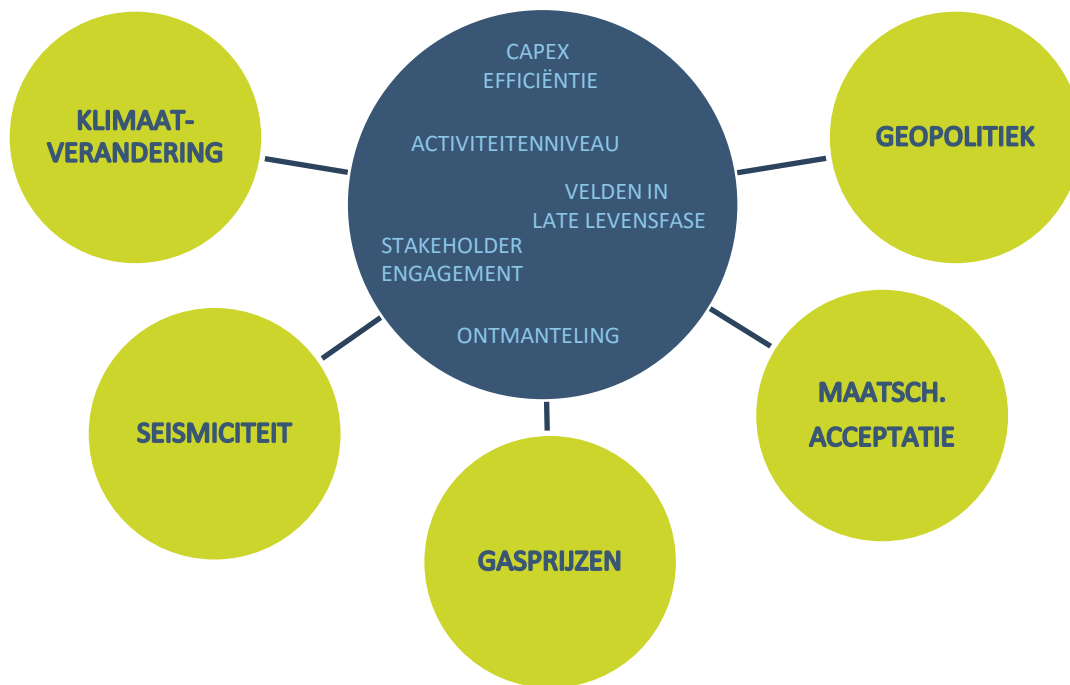 CAPEX
EFFICIËNTIE
ACTIVITEITENNIVEAU
VELDEN IN
LATE LEVENSFASE
STAKEHOLDER
ENGAGEMENT
ONTMANTELING
KLIMAAT-
VERANDERING
GEOPOLITIEK
SEISMICITEIT
MAATSCH.
ACCEPTATIE
GASPRIJZEN